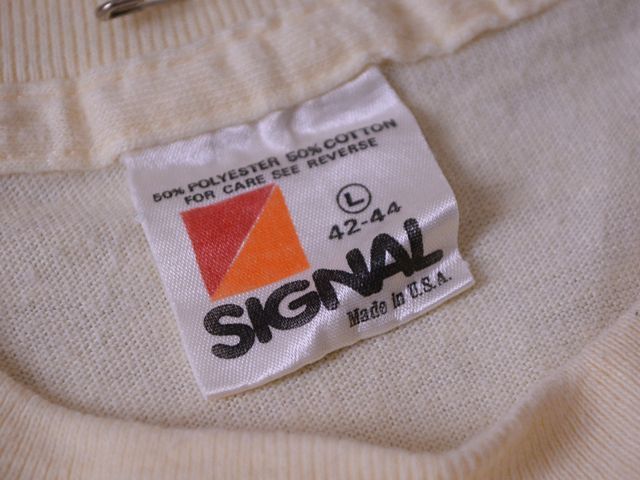 50% POLYESTER 50% COTTON
FOR CARE SEE REVERSE
L
42-44
SIGNAL
Made in U.S.A.